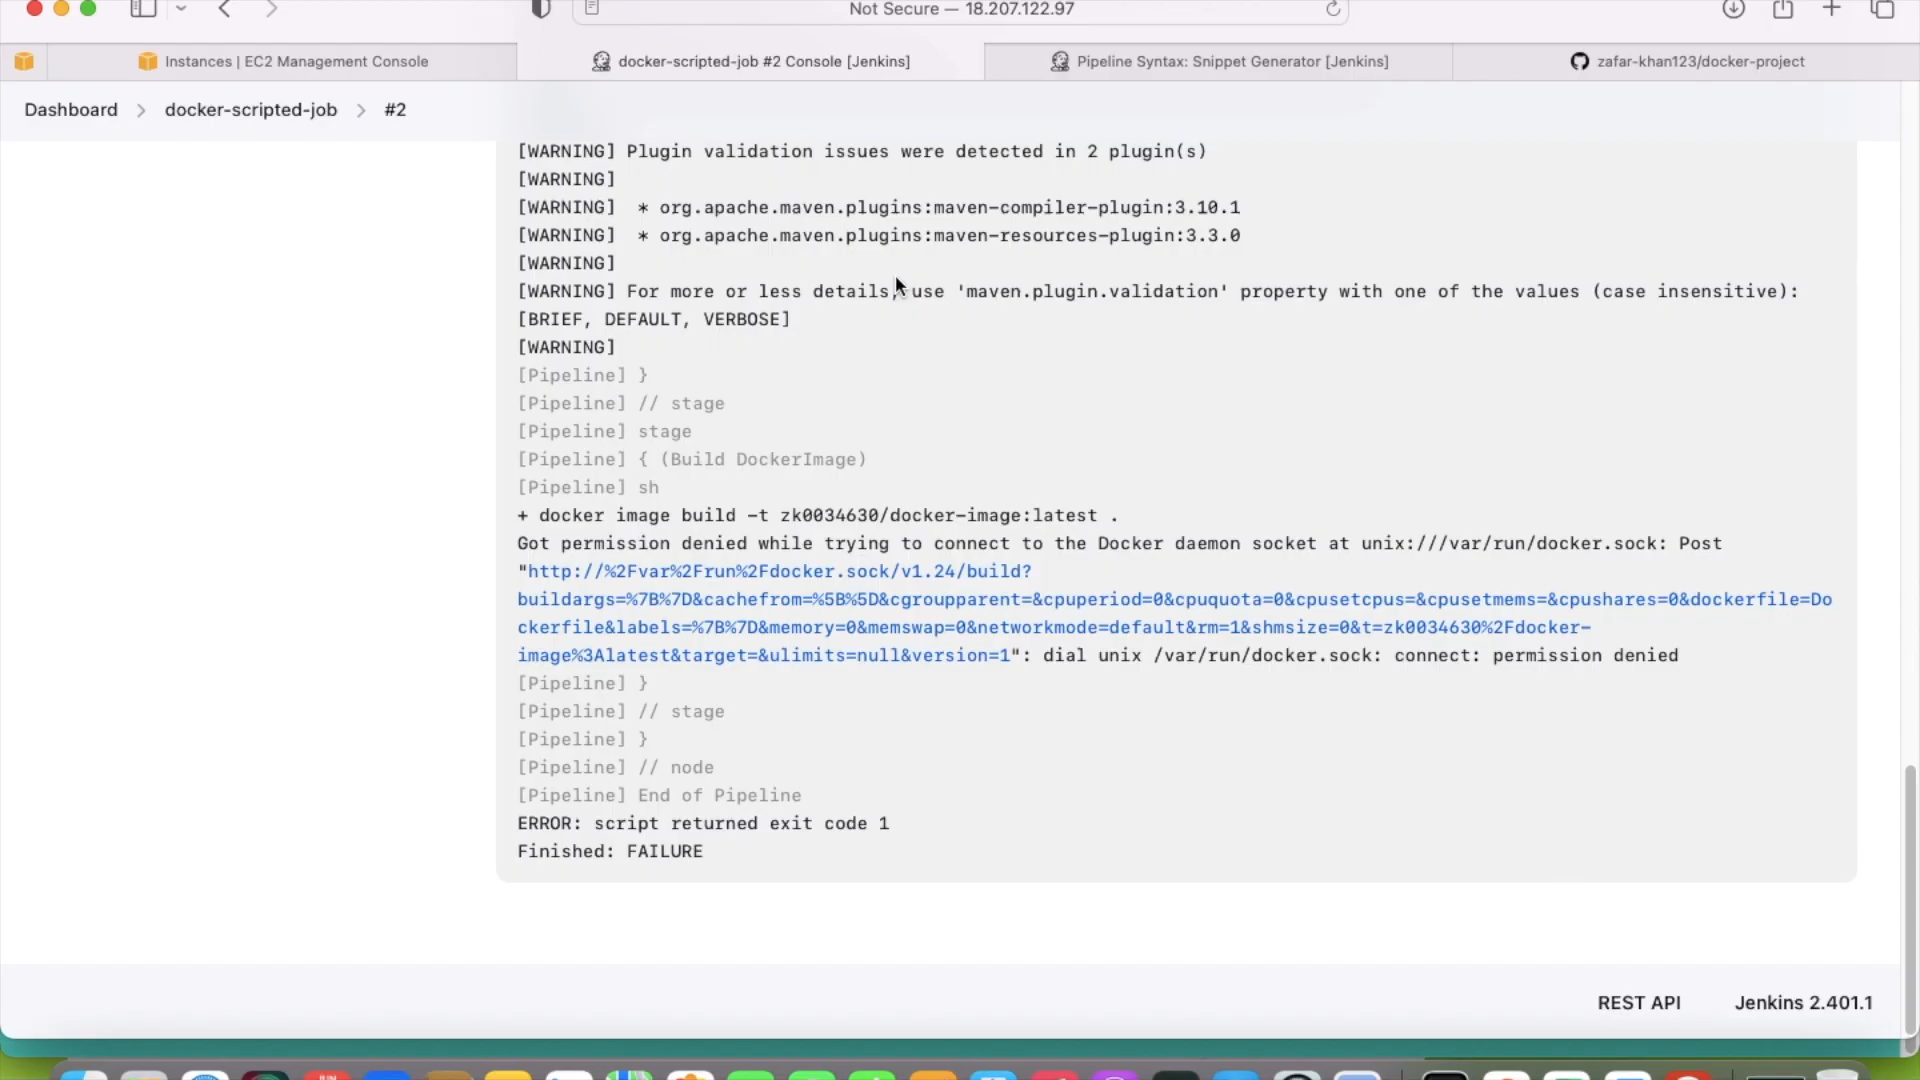 Not Secure — 18.207.122.97
Instances | EC2 Management Console
docker-scripted-job #2 Console [Jenkins]
Pipeline Syntax: Snippet Generator [Jenkins]
zafar-khan123/docker-project
Dashboard > docker-scripted-job > #2
[WARNING] Plugin validation issues were detected in 2 plugin(s)
[WARNING]
[WARNING]  * org.apache.maven.plugins:maven-compiler-plugin:3.10.1
[WARNING]  * org.apache.maven.plugins:maven-resources-plugin:3.3.0
[WARNING]
[WARNING] For more or less details, use 'maven.plugin.validation' property with one of the values (case insensitive):
[BRIEF, DEFAULT, VERBOSE]
[WARNING]
[Pipeline] }
[Pipeline] // stage
[Pipeline] stage
[Pipeline] { (Build DockerImage)
[Pipeline] sh
+ docker image build -t zk0034630/docker-image:latest .
Got permission denied while trying to connect to the Docker daemon socket at unix:///var/run/docker.sock: Post
"http://%2Fvar%2Frun%2Fdocker.sock/v1.24/build?
buildargs=%7B%7D&cachefrom=%5B%5D&cgroupparent=&cpuperiod=0&cpuquota=0&cpusetcpus=&cpusetmems=&cpushares=0&dockerfile=Do
ckerfile&labels=%7B%7D&memory=0&memswap=0&networkmode=default&rm=1&shmsize=0&t=zk0034630%2Fdocker-
image%3Alatest&target=&ulimits=null&version=1": dial unix /var/run/docker.sock: connect: permission denied
[Pipeline] }
[Pipeline] // stage
[Pipeline] }
[Pipeline] // node
[Pipeline] End of Pipeline
ERROR: script returned exit code 1
Finished: FAILURE
REST API
Jenkins 2.401.1